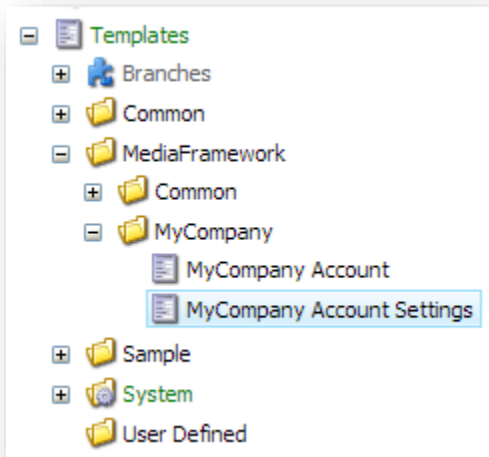 Templates
Branches
Common
MediaFramework
Common
MyCompany
MyCompany Account
MyCompany Account Settings
Sample
System
User Defined